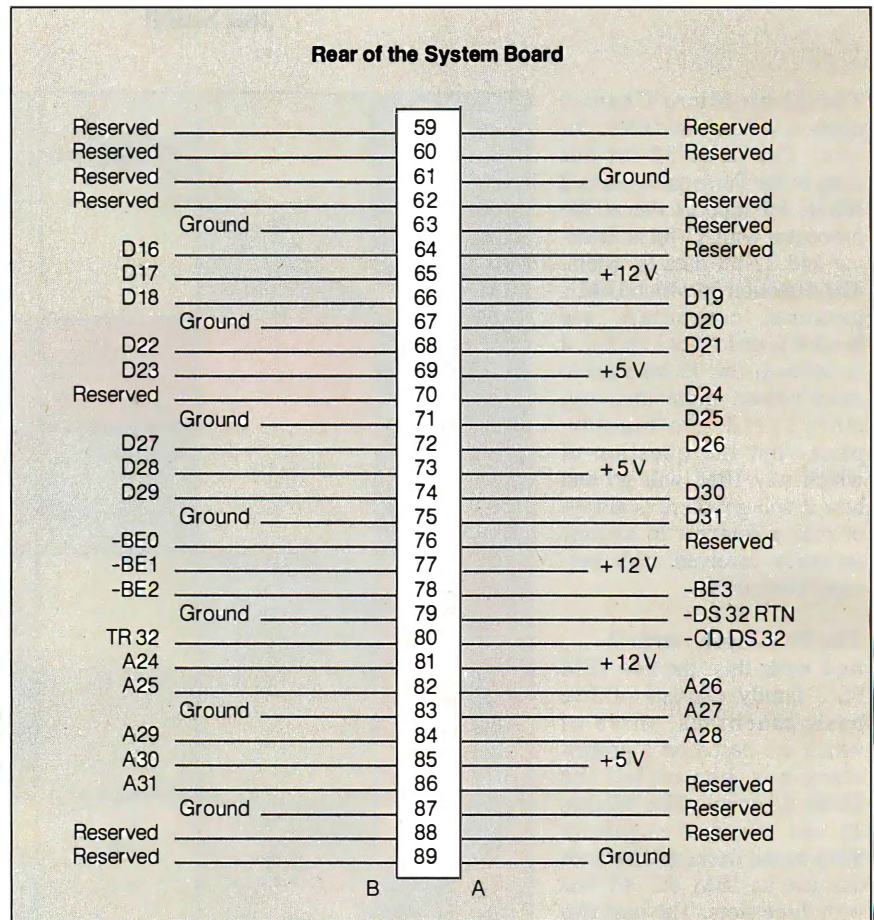 Rear of the System Board
Reserved 59 Reserved
Reserved 60 Reserved
Reserved 61 Ground
Reserved 62 Reserved
Ground 63 Reserved
D16 64 Reserved
D17 65 +12 V
D18 66 D19
Ground 67 D20
D22 68 D21
D23 69 +5 V
Reserved 70 D24
Ground 71 D25
D27 72 D26
D28 73 +5 V
D29 74 D30
Ground 75 D31
-BE0 76 Reserved
-BE1 77 +12 V
-BE2 78 -BE3
Ground 79 -DS 32 RTN
TR 32 80 -CD DS 32
A24 81 +12 V
A25 82 A26
Ground 83 A27
A29 84 A28
A30 85 +5 V
A31 86 Reserved
Ground 87 Reserved
Reserved 88 Reserved
Reserved 89 Ground
B A